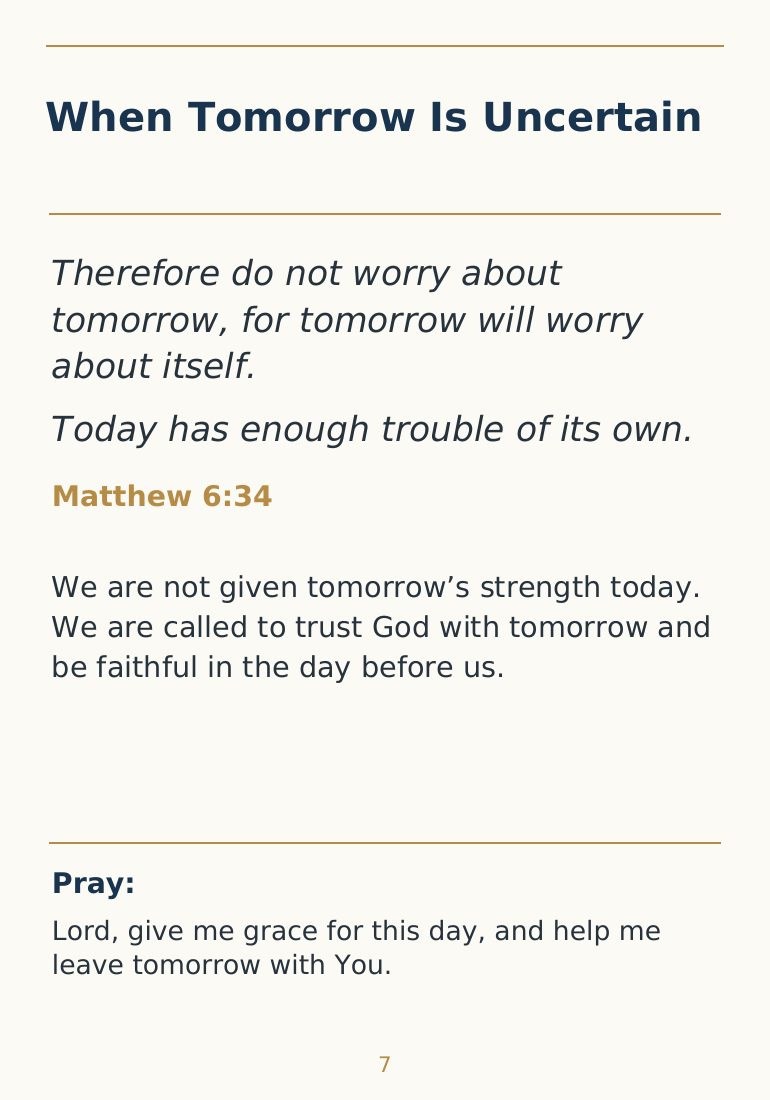 When Tomorrow Is Uncertain
Therefore do not worry about
tomorrow, for tomorrow will worry
about itself.
Today has enough trouble of its own.
Matthew 6:34
We are not given tomorrow’s strength today.
We are called to trust God with tomorrow and
be faithful in the day before us.
Pray:
Lord, give me grace for this day, and help me
leave tomorrow with You.
7